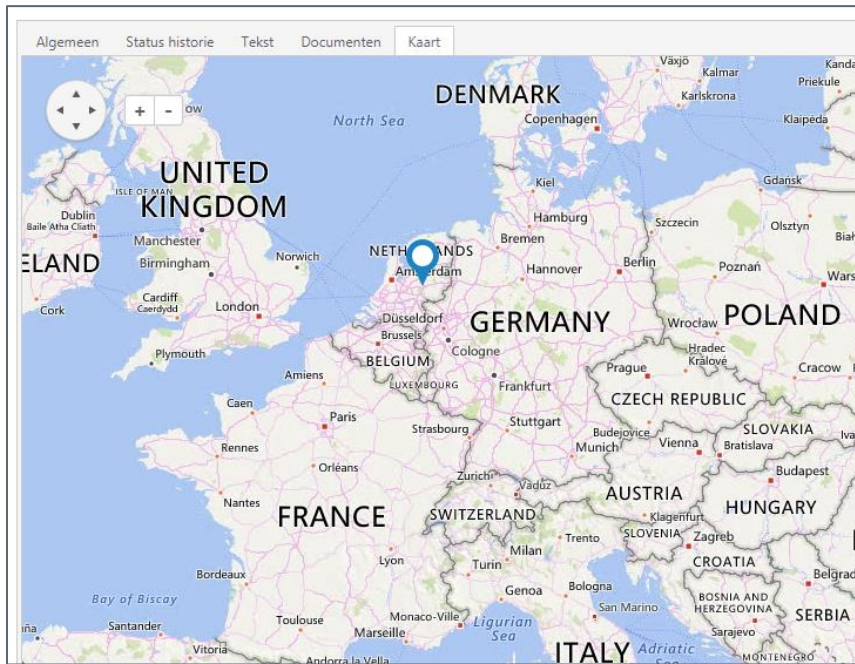 Algemeen Status historie Tekst Documenten Kaart
Växjö
Kalmar
Priekule
DENMARK
Karlskrona
+ -
ow
North Sea
Copenhagen
Klaipeda
UNITED
KINGDOM
ISLE OF MAN
Kiel
Gdańsk
Dublin
Baile Atha Cliath
Hamburg
Szczecin
Olsztyn
Manchester
NETH NDS
Bremen
ELAND
Birmingham
Norwich
Amsterdam
Hannover
Berlin
Poznań
Cork
Cardiff
Caerdydd
London
Düsseldorf
GERMANY
Wrocław
POLAND
Plymouth
Brussels
Cologne
Hradec
Králové
BELGIUM
Prague
Cracow
LUXEMBOURG
Amiens
Frankfurt
CZECH REPUBLIC
Caen
Paris
Strasbourg
Stuttgart
Budejovice
SLOVAKIA
Rennes
Munich
Vienna
Bratislava
Orléans
Zurich
Vaduz
Budapest
Nantes
AUSTRIA
HUNGARY
FRANCE
SWITZERLAND
Klagenfurt
Trento
SLOVENIA
Zagreb
Milan
CROATIA
Lyon
Turin
Bordeaux
Genoa
Bologna
Belgrad
BOSNIA AND
HERZEGOVINA
Bay of Biscay
Monaco-Ville
San Marino
SERBIA
Toulouse
Ligurian
Sea
Sarajevo
Santander
Marseille
Vitoria
ITALY
Adriatic
Sea
Andorra la Vella
MONTENEGRO